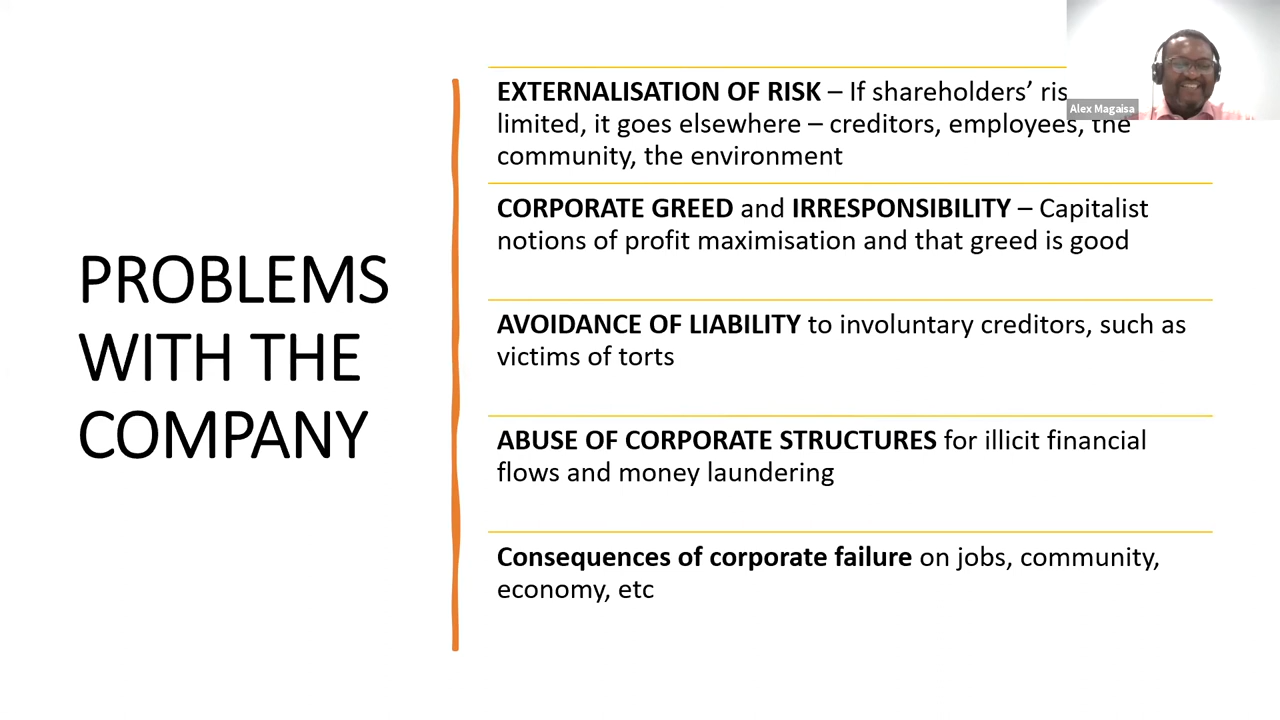 PROBLEMS
WITH THE
COMPANY
EXTERNALISATION OF RISK – If shareholders’
limited, it goes elsewhere – creditors, employees, the
community, the environment
CORPORATE GREED and IRRESPONSIBILITY – Capitalist
notions of profit maximisation and that greed is good
AVOIDANCE OF LIABILITY to involuntary creditors, such as
victims of torts
ABUSE OF CORPORATE STRUCTURES for illicit financial
flows and money laundering
Consequences of corporate failure on jobs, community,
economy, etc
Alex Magaisa